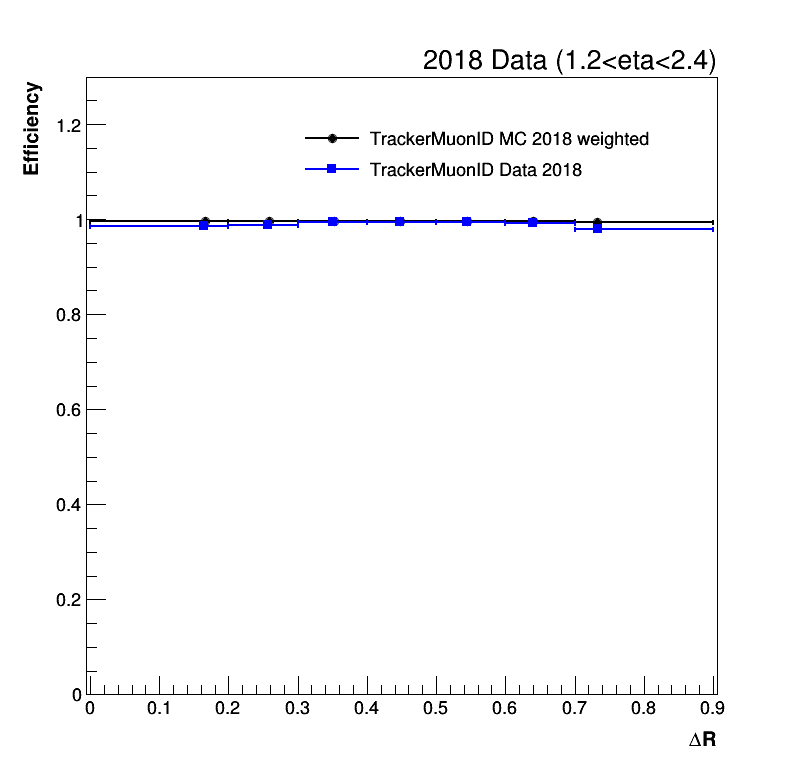 2018 Data (1.2<eta<2.4)
Efficiency
TrackerMuonID MC 2018 weighted
TrackerMuonID Data 2018
1.2
1
0.8
0.6
0.4
0.2
0
0 0.1 0.2 0.3 0.4 0.5 0.6 0.7 0.8 0.9
ΔR